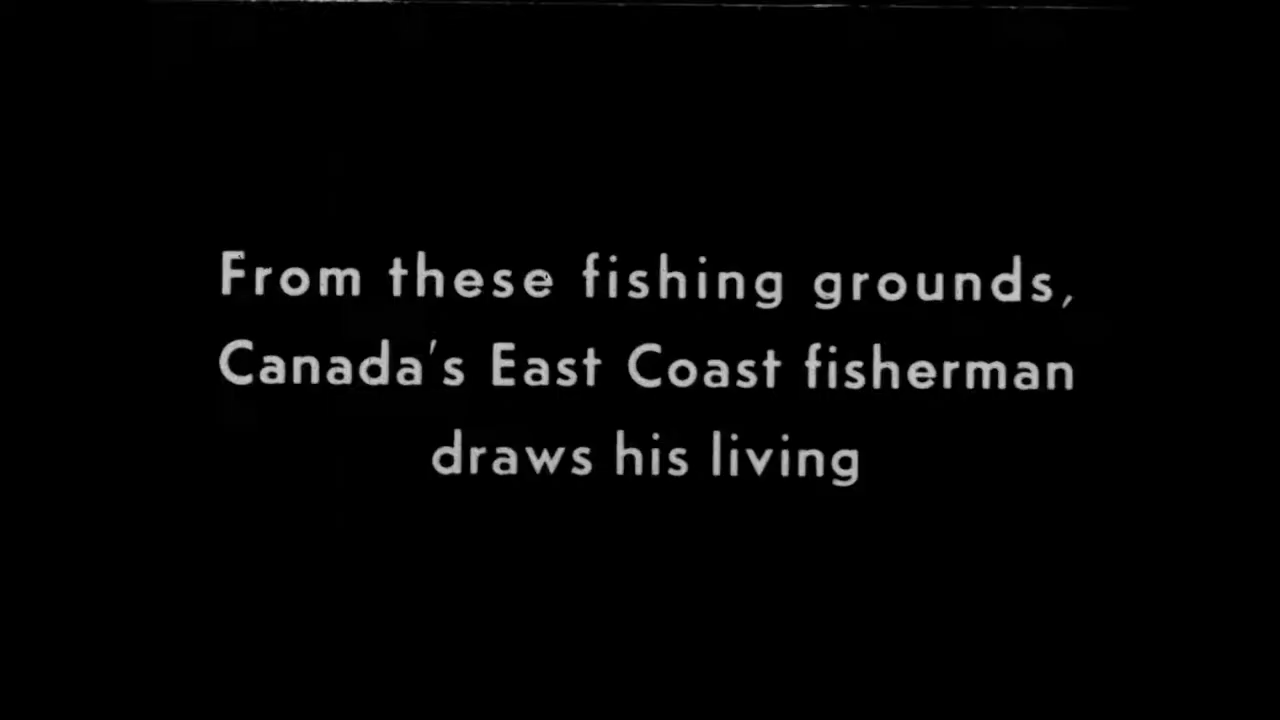 From these fishing grounds,
Canada's East Coast fisherman
draws his living